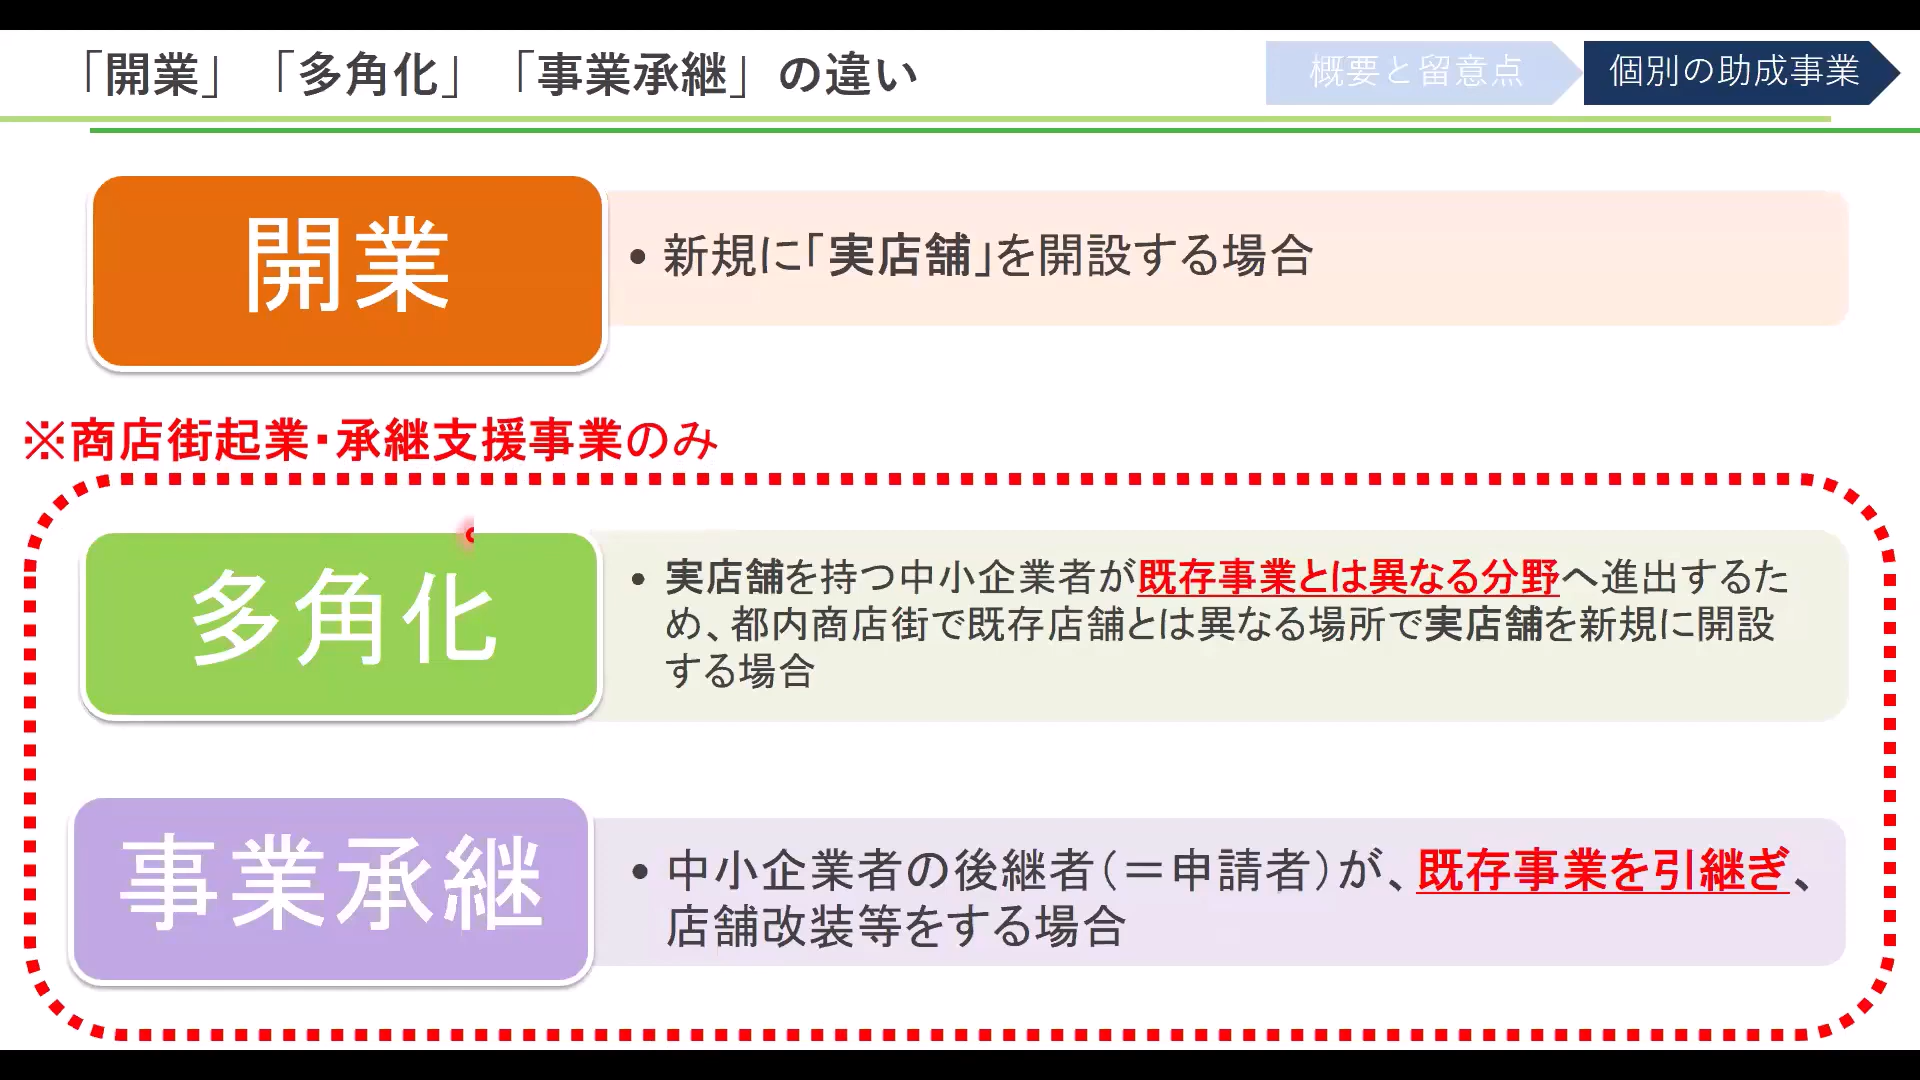 「開業」「多角化」「事業承継」の違い
概要と留意点
個別の助成事業
開業
• 新規に「実店舗」を開設する場合
※商店街起業・承継支援事業のみ
多角化
• 実店舗を持つ中小企業者が既存事業とは異なる分野へ進出するた
め、都内商店街で既存店舗とは異なる場所で実店舗を新規に開設
する場合
事業承継
• 中小企業者の後継者（＝申請者）が、既存事業を引継ぎ、
店舗改装等をする場合